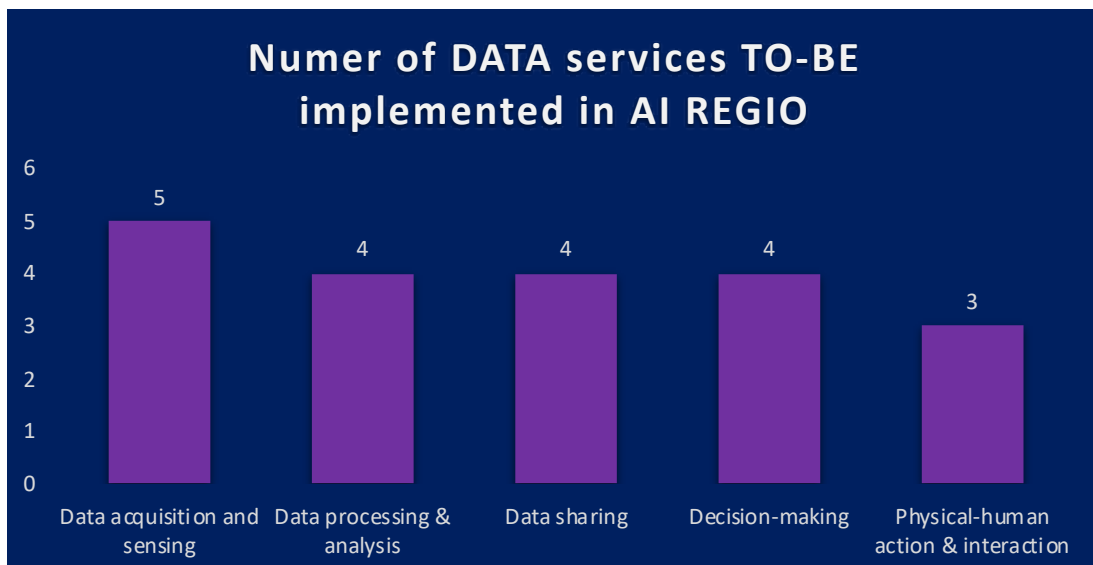 Numer of DATA services TO-BE
implemented in AI REGIO
6
5
4
3
2
1
0
5
4
4
4
3
Data acquisition and
sensing
Data processing &
analysis
Data sharing
Decision-making
Physical-human
action & interaction